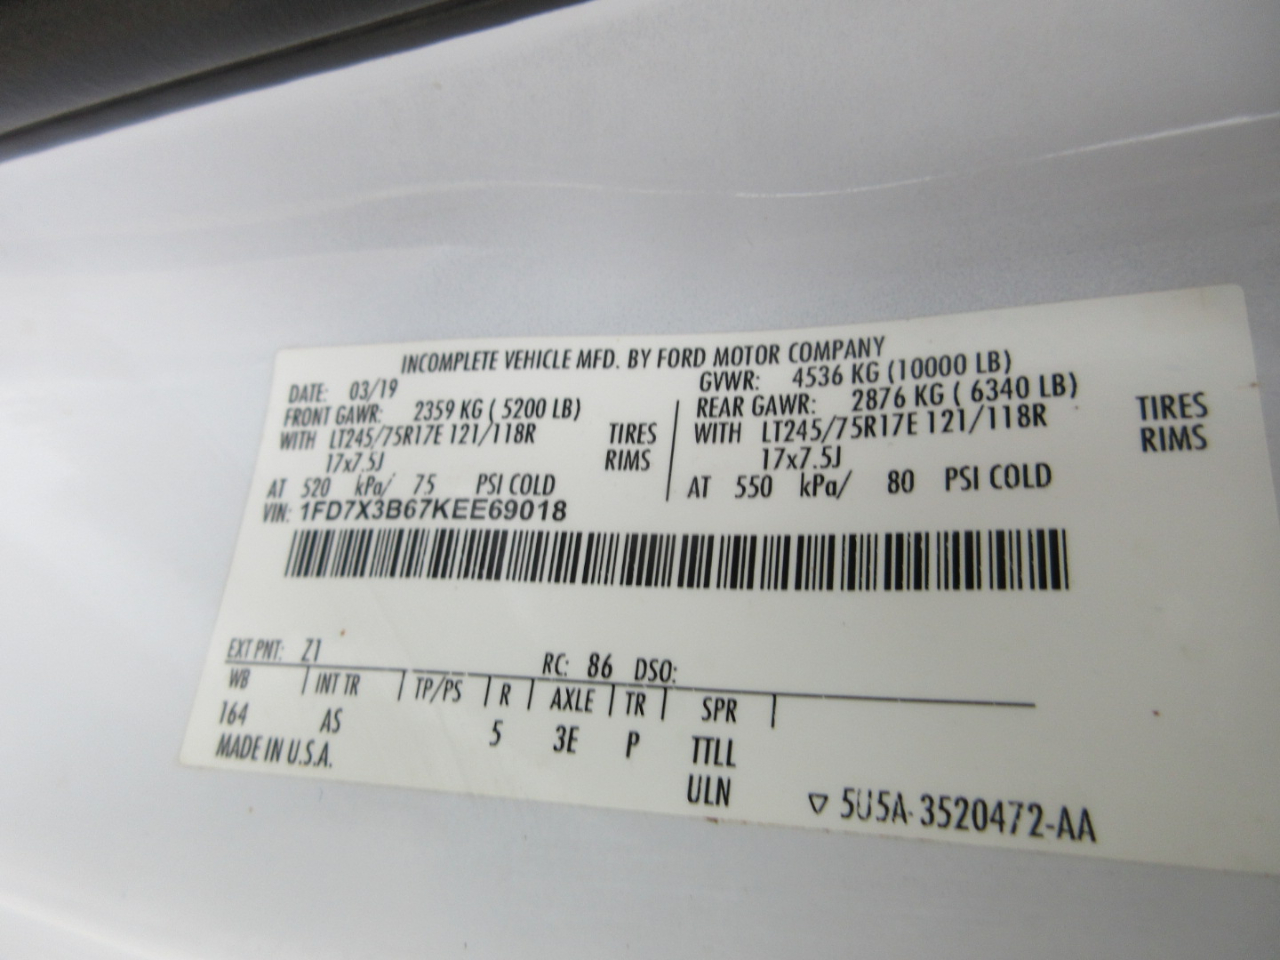 INCOMPLETE VEHICLE MFD. BY FORD MOTOR COMPANY
DATE: 03/19 GVWR: 4536 KG (10000 LB)
FRONT GAWR: 2359 KG ( 5200 LB) REAR GAWR: 2876 KG ( 6340 LB)
WITH LT245/75R17E 121/118R TIRES WITH LT245/75R17E 121/118R TIRES
17x7.5J RIMS 17x7.5J RIMS
AT 520 kPa/ 75 PSI COLD AT 550 kPa/ 80 PSI COLD
VIN: 1FD7X3B67KEE69018
EXT PNT: Z1 RC: 86 DSO:
WB INT TR TP/PS R AXLE TR SPR
164 AS 5 3E P TTLL
MADE IN U.S.A. ULN
▽ 5U5A-3520472-AA